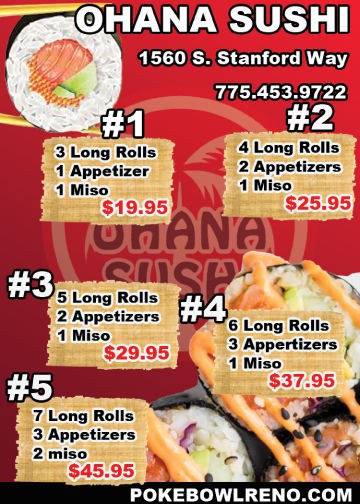 OHANA SUSHI
1560 S. Stanford Way
775.453.9722
#1
3 Long Rolls
1 Appetizer
1 Miso
$19.95
#2
4 Long Rolls
2 Appetizers
1 Miso
$25.95
OHANA
SUSHI
#3
5 Long Rolls
2 Appetizers
1 Miso
$29.95
#4
6 Long Rolls
3 Appertizers
1 Miso
$37.95
#5
7 Long Rolls
3 Appetizers
2 miso
$45.95
POKEBOWLRENO.COM